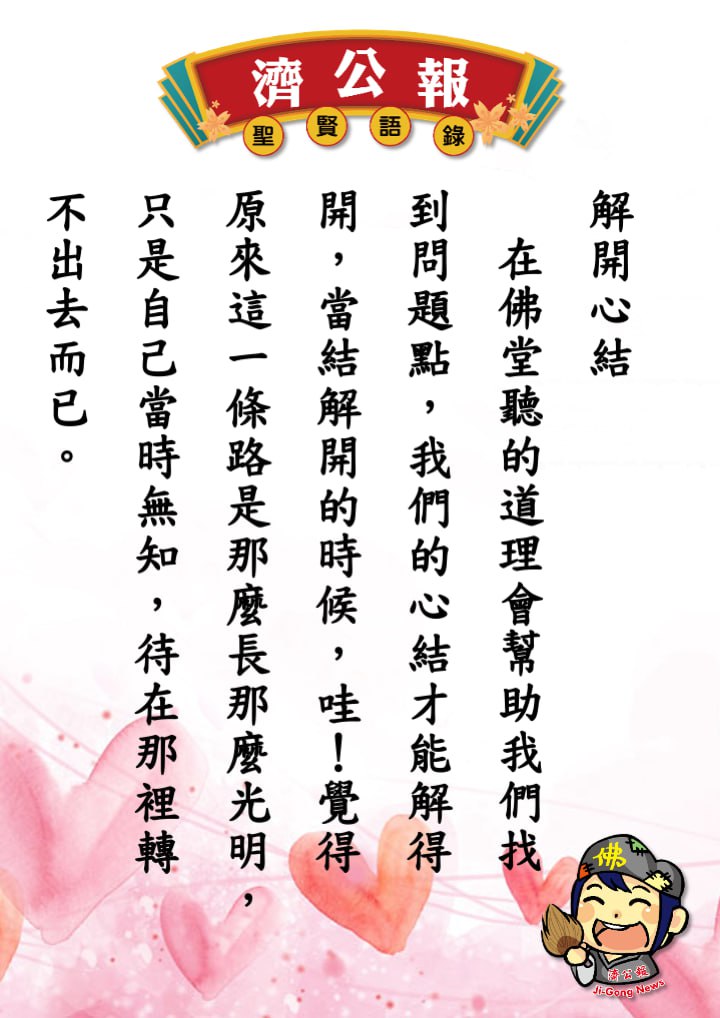 濟公報
聖賢語錄
解開心結
在佛堂聽的道理會幫助我們找
到問題點，我們的心結才能解得
開，當結解開的時候，哇！覺得
原來這一條路是那麼長那麼光明，
只是自己當時無知，待在那裡轉
不出去而已。
佛
濟公報
Ji-Gong News